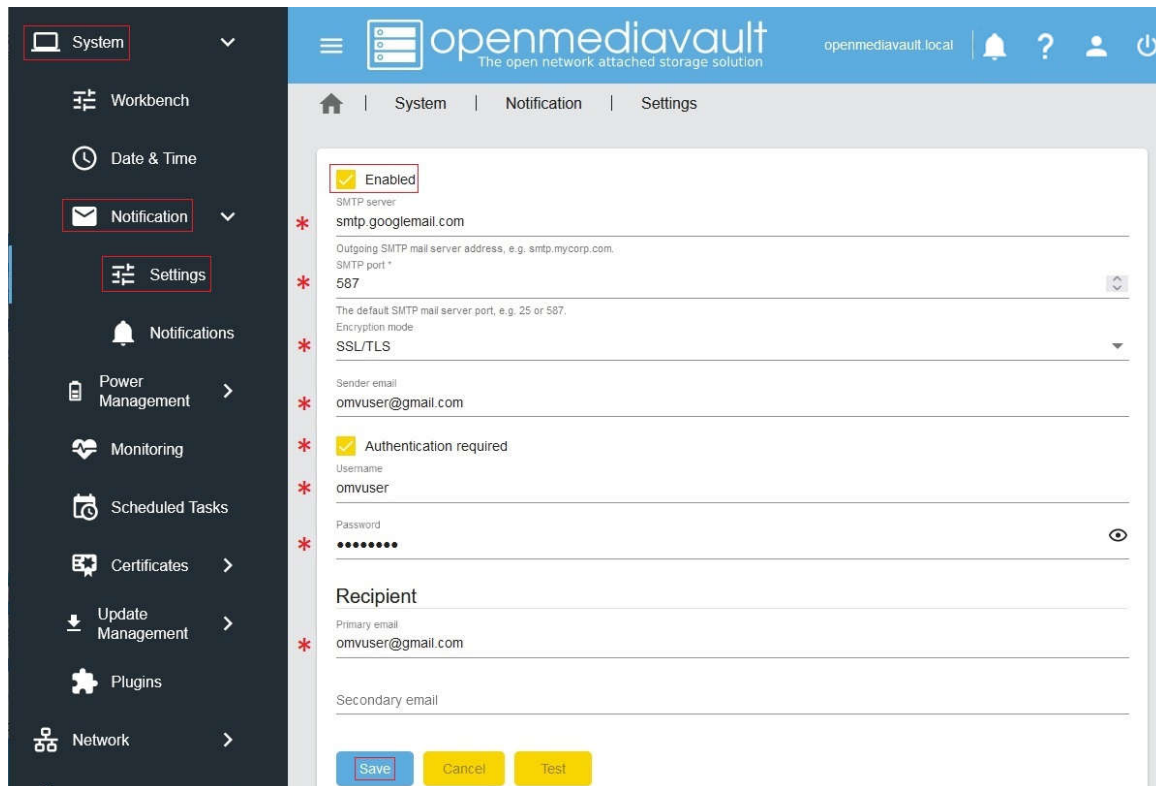 System
Workbench
Date & Time
Notification
Settings
Notifications
Power
Management
Monitoring
Scheduled Tasks
Certificates
Update
Management
Plugins
Network
openmediavault
The open network attached storage solution
openmediavault.local
?
| System | Notification | Settings
Enabled
SMTP server
* smtp.googlemail.com
Outgoing SMTP mail server address, e.g. smtp.mycorp.com.
SMTP port *
* 587
The default SMTP mail server port, e.g. 25 or 587.
Encryption mode
* SSL/TLS
Sender email
* omvuser@gmail.com
* Authentication required
Username
* omvuser
Password
* ••••••••
Recipient
Primary email
* omvuser@gmail.com
Secondary email
Save Cancel Test